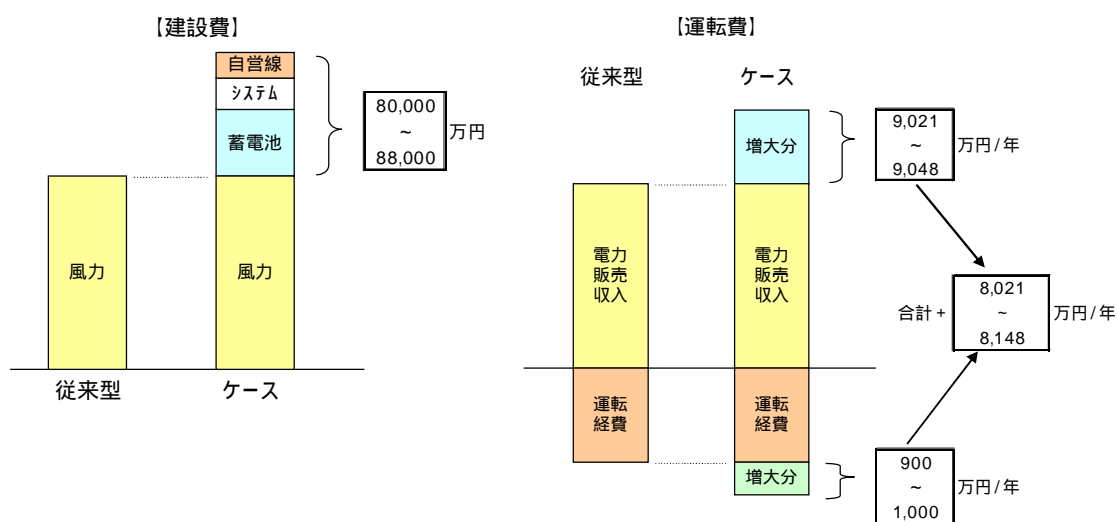 【建設費】
自営線
システム
蓄電池
80,000
~
88,000
万円
風力
風力
従来型
ケース
【運転費】
従来型
ケース
増大分
9,021
~
9,048
万円/年
電力
販売
収入
電力
販売
収入
合計+
8,021
~
8,148
万円/年
運転
経費
運転
経費
増大分
900
~
1,000
万円/年